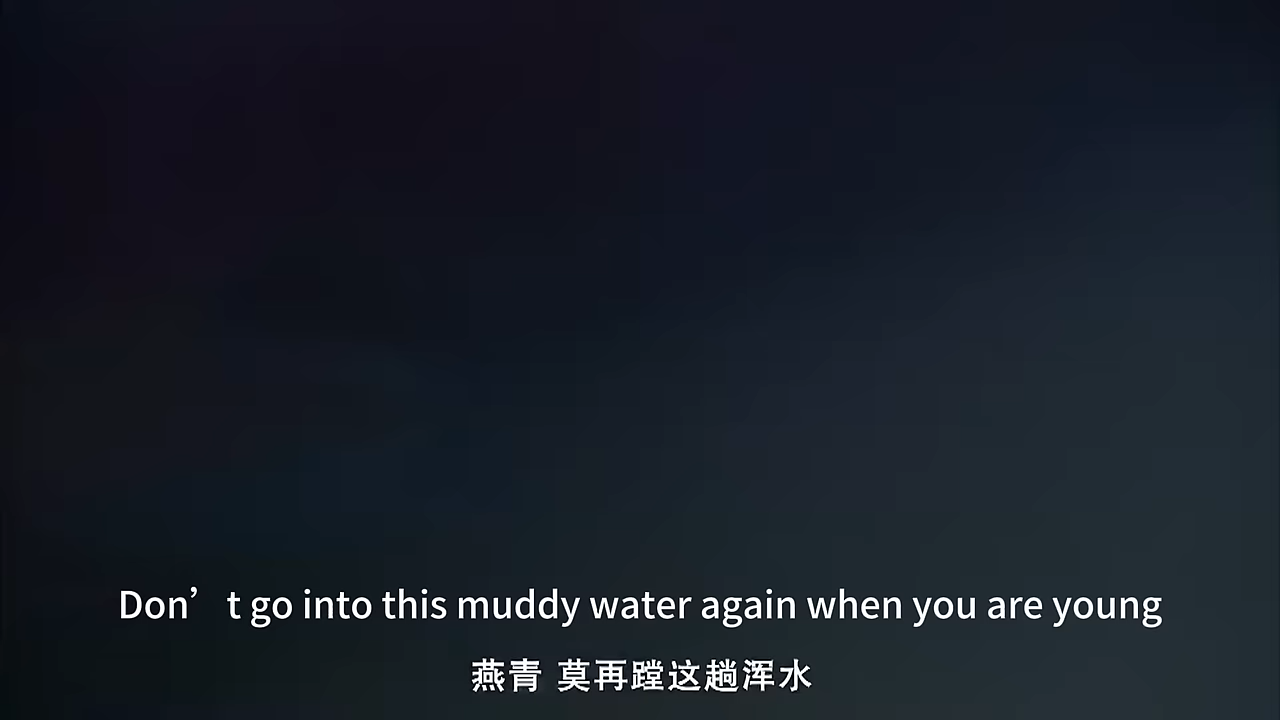 Don’t go into this muddy water again when you are young
燕青 莫再蹚这趟浑水